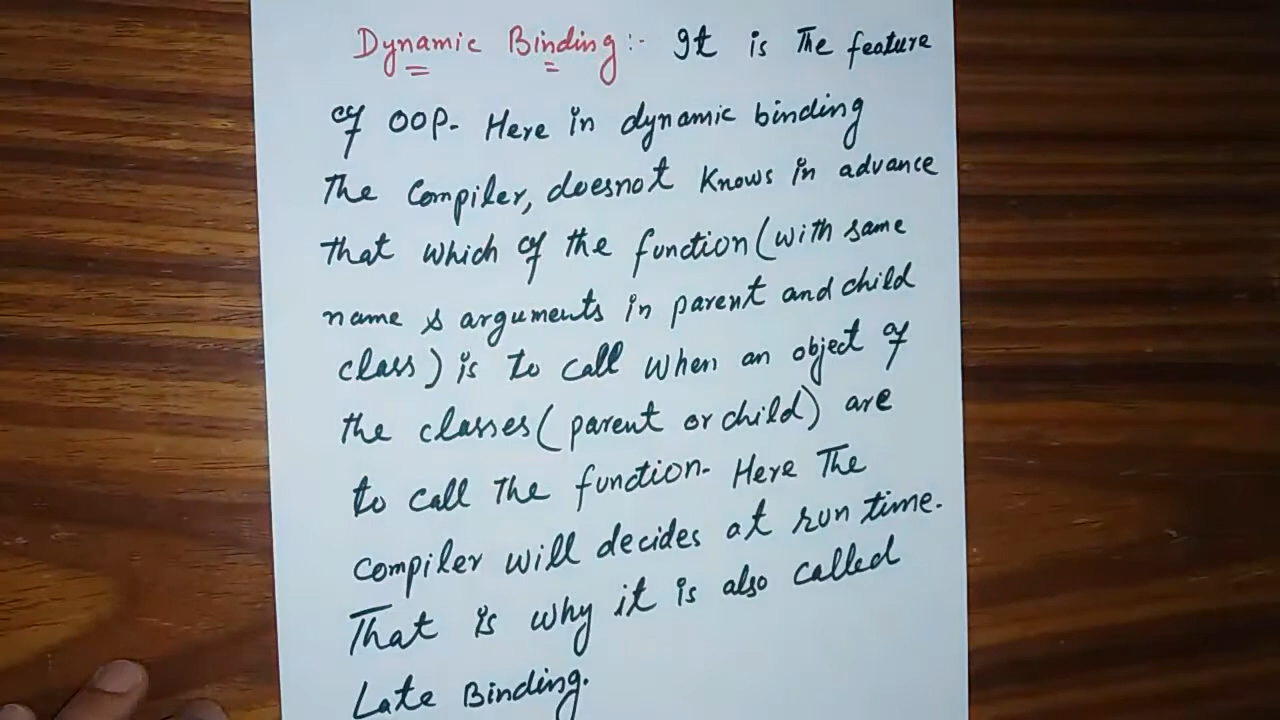 Dynamic Binding:- It is The feature
of OOP. Here in dynamic binding
The Compiler, doesnot Knows in advance
that which of the function (with same
name & arguments in parent and child
class) is to call when an object of
the classes (parent or child) are
to call The function. Here The
compiler will decides at run time.
That is why it is also called
Late Binding.